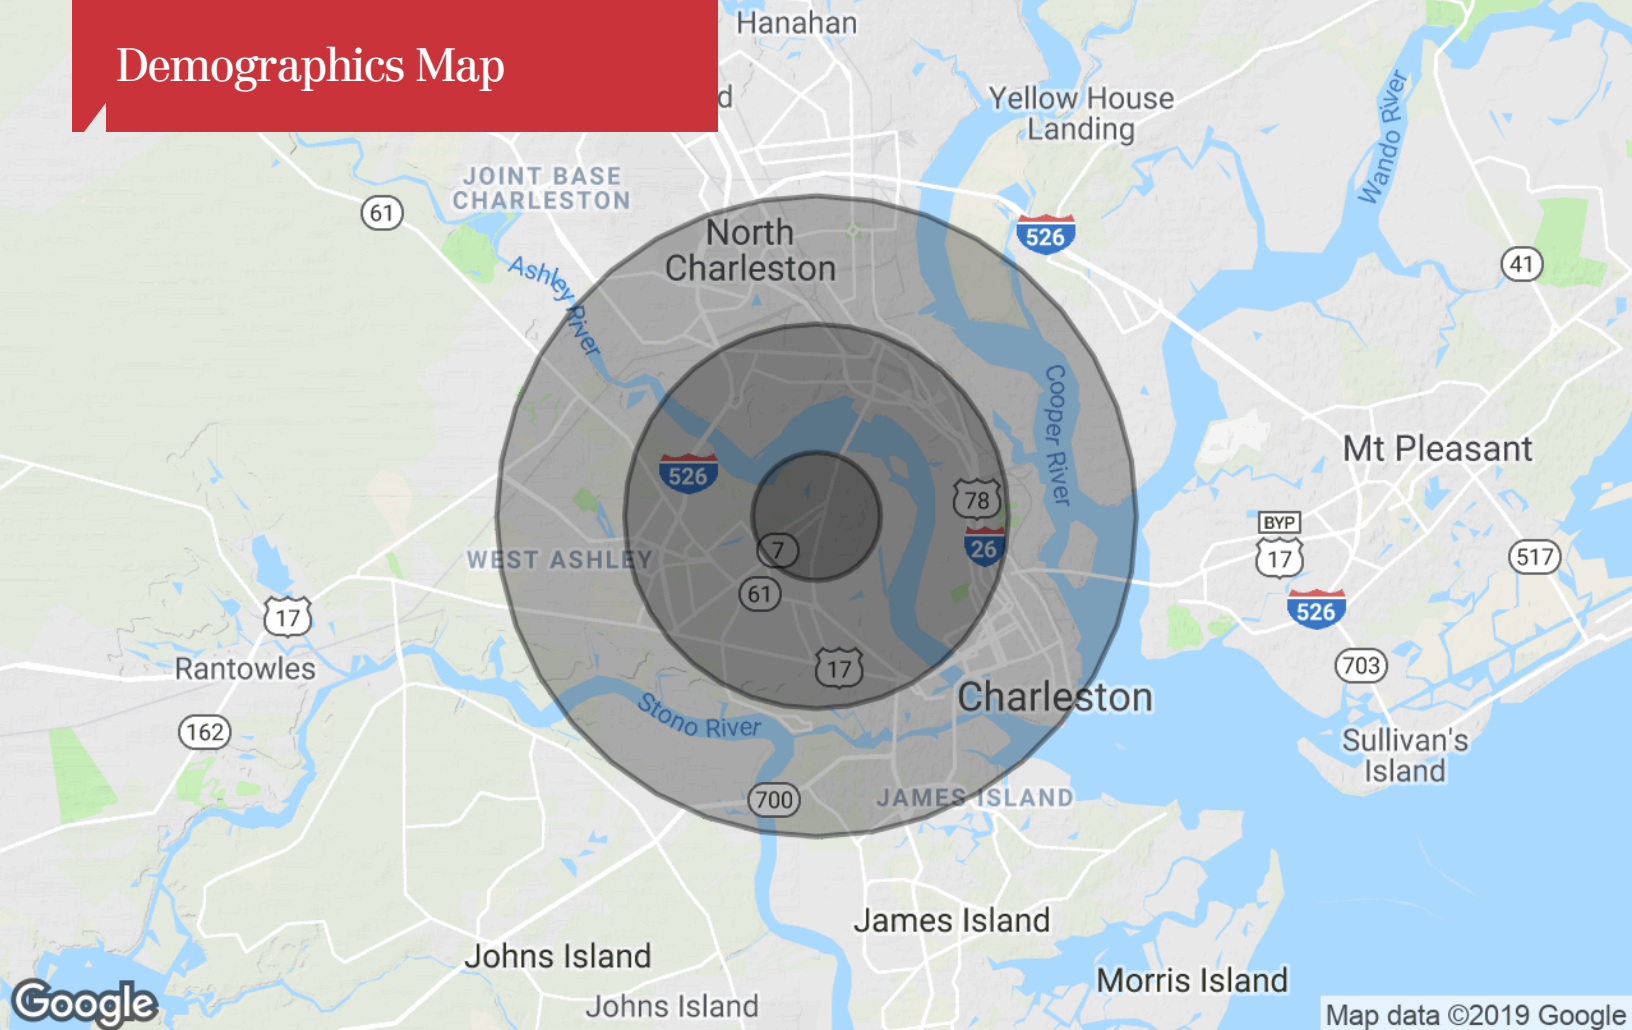 Demographics Map
Hanahan
d
Yellow House
Landing
Wando River
JOINT BASE
CHARLESTON
61
North
Charleston
526
41
Ashley River
Cooper River
Mt Pleasant
526
78
BYP
17
26
7
517
WEST ASHLEY
61
17
526
Rantowles
17
703
Charleston
Stono River
162
Sullivan's
Island
700
JAMES ISLAND
James Island
Johns Island
Morris Island
Johns Island
Google
Map data ©2019 Google